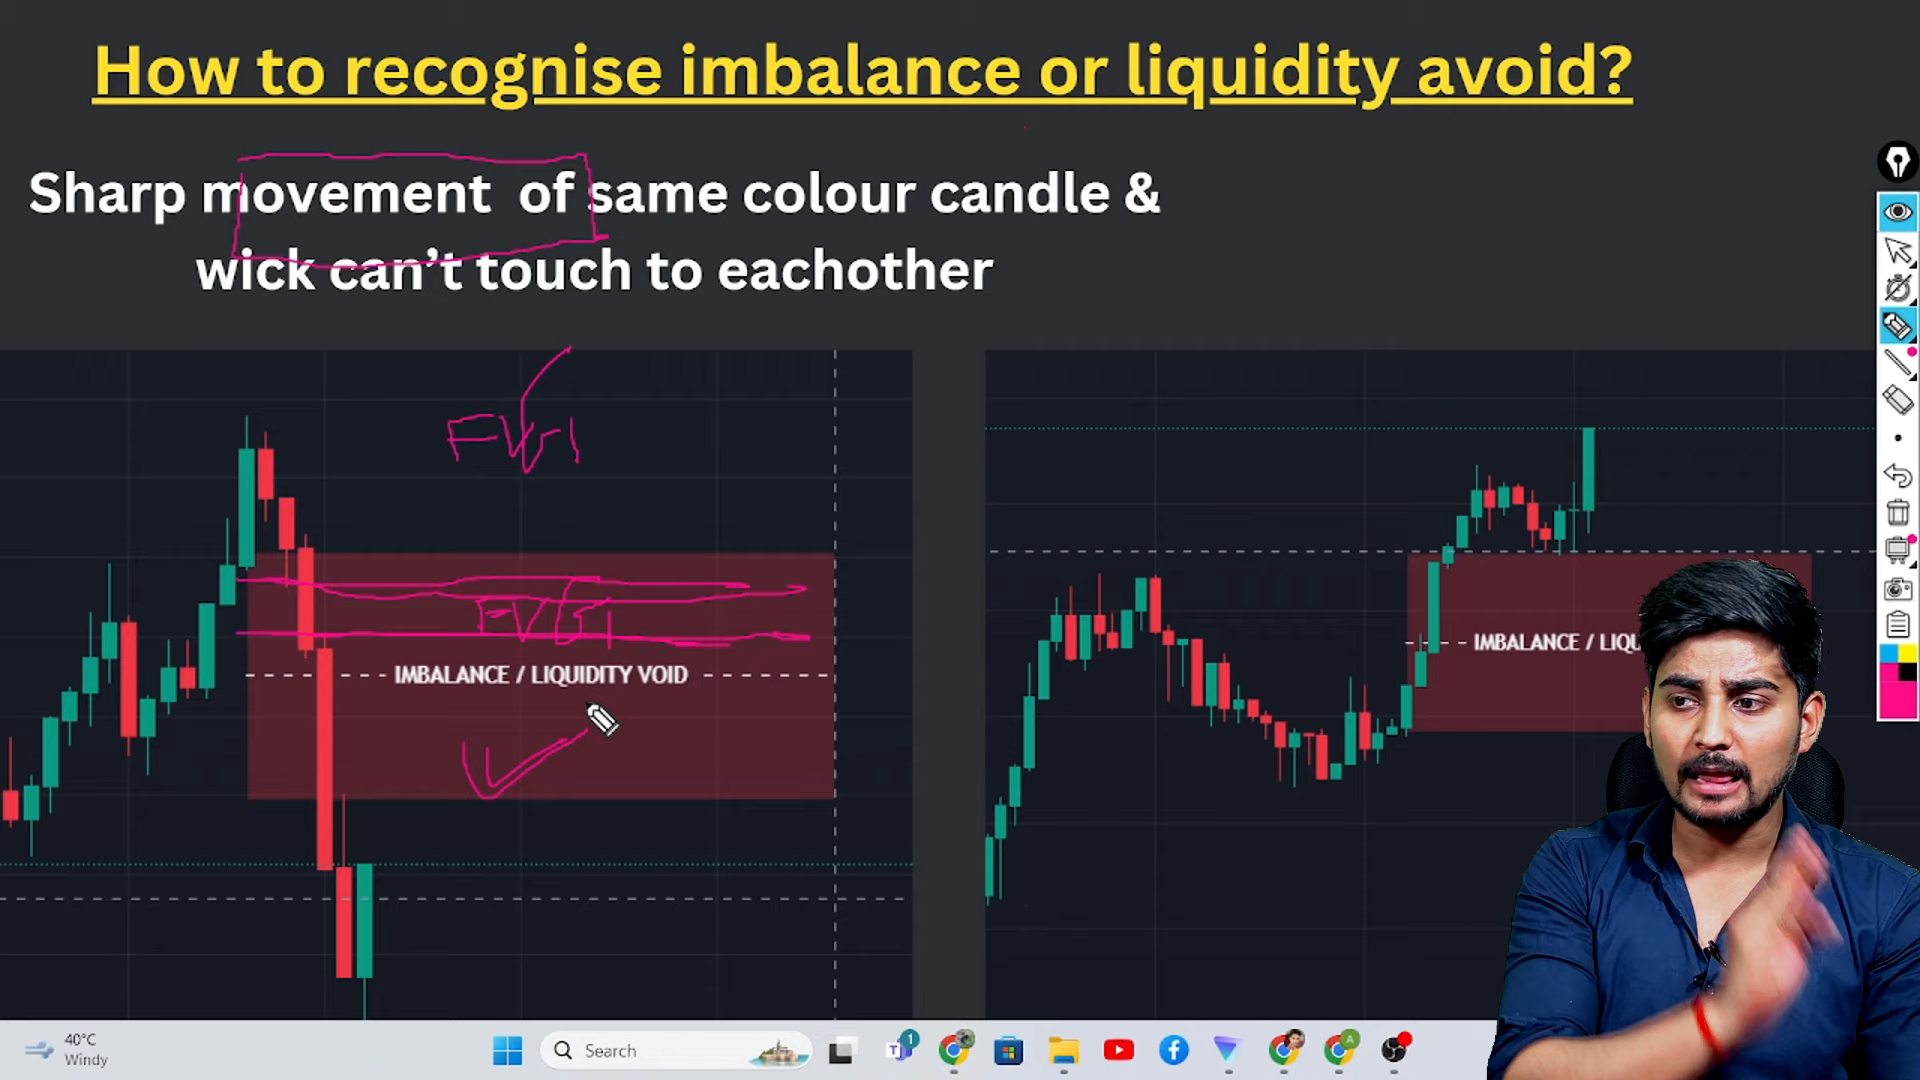 How to recognise imbalance or liquidity avoid?
Sharp movement of same colour candle &
wick can't touch to eachother
FVG
FVG
IMBALANCE / LIQUIDITY VOID
IMBALANCE / LIQU
40°C
Windy
Search
1
A